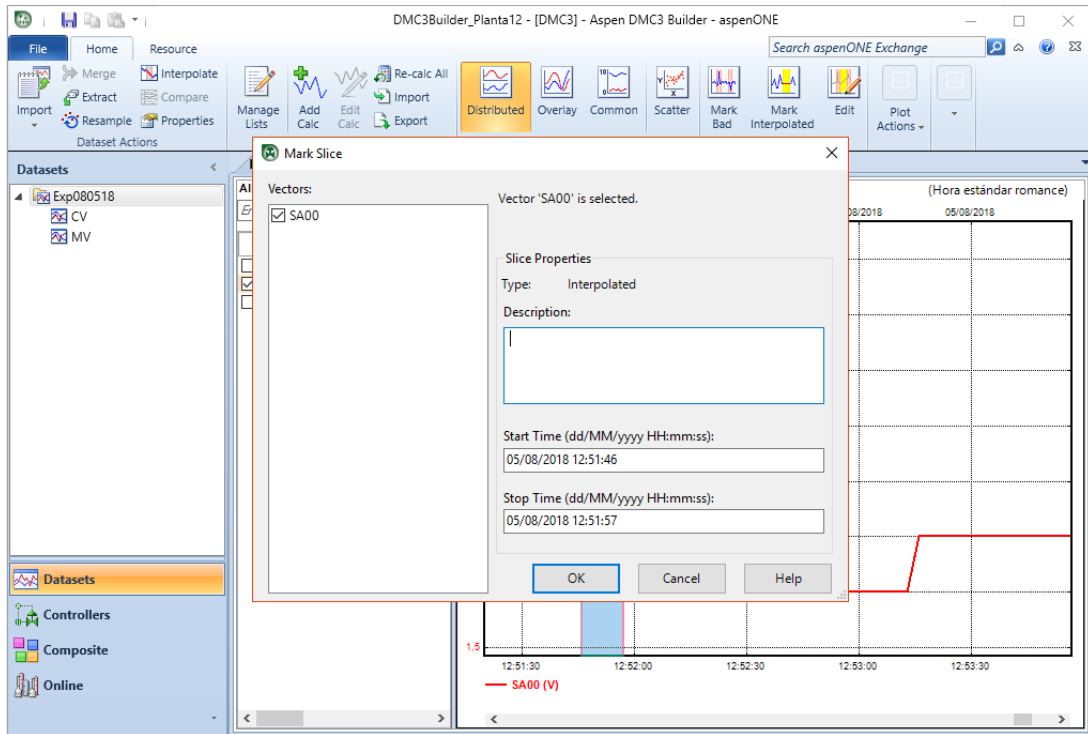 DMC3Builder_Planta12 - [DMC3] - Aspen DMC3 Builder - aspenONE
File Home Resource
Search aspenONE Exchange
Import
Merge
Extract
Resample
Interpolate
Compare
Properties
Dataset Actions
Manage
Lists
Add
Calc
Edit
Calc
Re-calc All
Import
Export
Distributed
Overlay
Common
Scatter
Mark
Bad
Mark
Interpolated
Edit
Plot
Actions
Datasets
Exp080518
CV
MV
Datasets
Controllers
Composite
Online
Mark Slice
Vectors:
SA00
Vector 'SA00' is selected.
Slice Properties
Type: Interpolated
Description:
Start Time (dd/MM/yyyy HH:mm:ss):
05/08/2018 12:51:46
Stop Time (dd/MM/yyyy HH:mm:ss):
05/08/2018 12:51:57
OK Cancel Help
(Hora estándar romance)
08/2018 05/08/2018
1,5
12:51:30 12:52:00 12:52:30 12:53:00 12:53:30
SA00 (V)